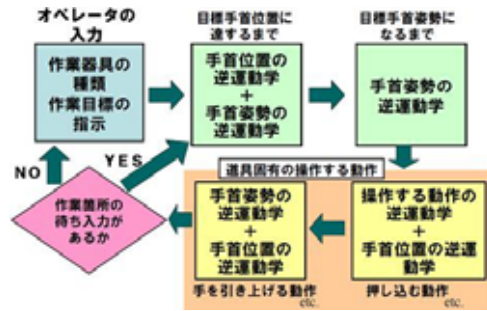 オペレータの
入力
作業器具の
種類
作業目標の
指示
目標手首位置に
達するまで
手首位置の
逆運動学
+
手首姿勢の
逆運動学
目標手首姿勢に
なるまで
手首姿勢の
逆運動学
NO
YES
道具固有の操作する動作
作業箇所の
待ち入力が
あるか
手首姿勢の
逆運動学
+
手首位置の
逆運動学
操作する動作の
逆運動学
+
手首位置の逆運
動学
手を引き上げる動作
etc.
押し込む動作
etc.